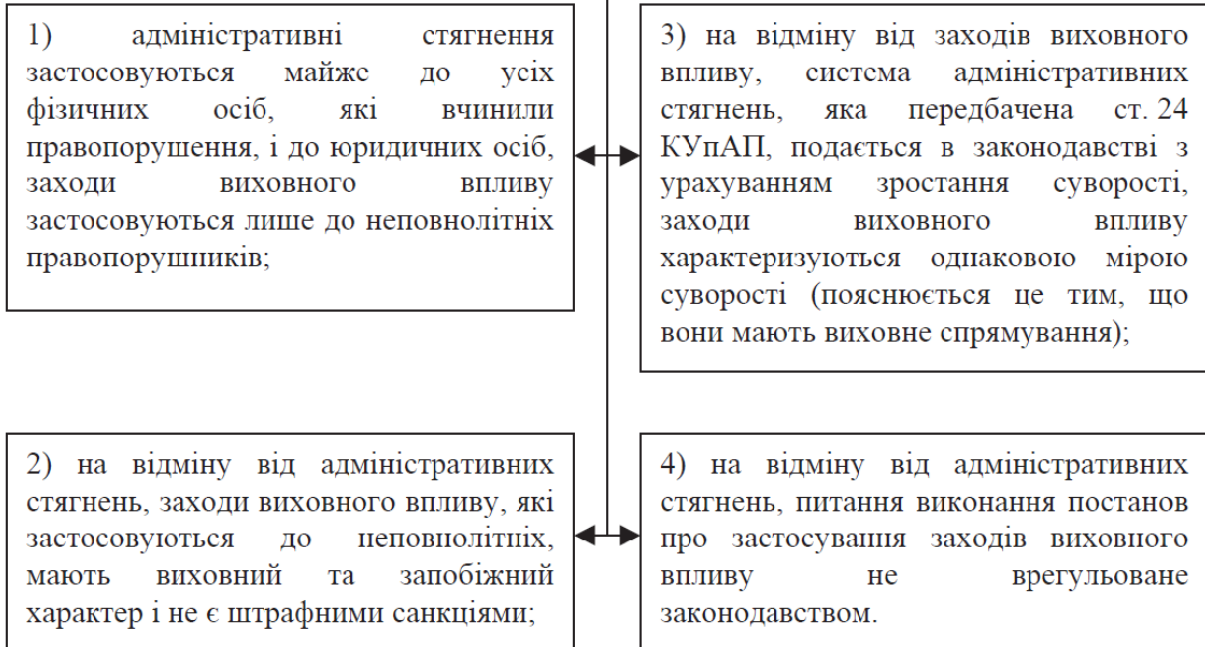 1) адміністративні стягнення
застосовуються майже до усіх
фізичних осіб, які вчинили
правопорушення, і до юридичних осіб,
заходи виховного впливу
застосовуються лише до неповнолітніх
правопорушників;
2) на відміну від адміністративних
стягнень, заходи виховного впливу, які
застосовуються до неповнолітніх,
мають виховний та запобіжний
характер і не є штрафними санкціями;
3) на відміну від заходів виховного
впливу, система адміністративних
стягнень, яка передбачена ст. 24
КУпАП, подається в законодавстві з
урахуванням зростання суворості,
заходи виховного впливу
характеризуються однаковою мірою
суворості (пояснюється це тим, що
вони мають виховне спрямування);
4) на відміну від адміністративних
стягнень, питання виконання постанов
про застосування заходів виховного
впливу не врегульоване
законодавством.